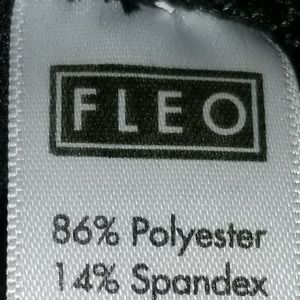 FLEO
86% Polyester
14% Spandex